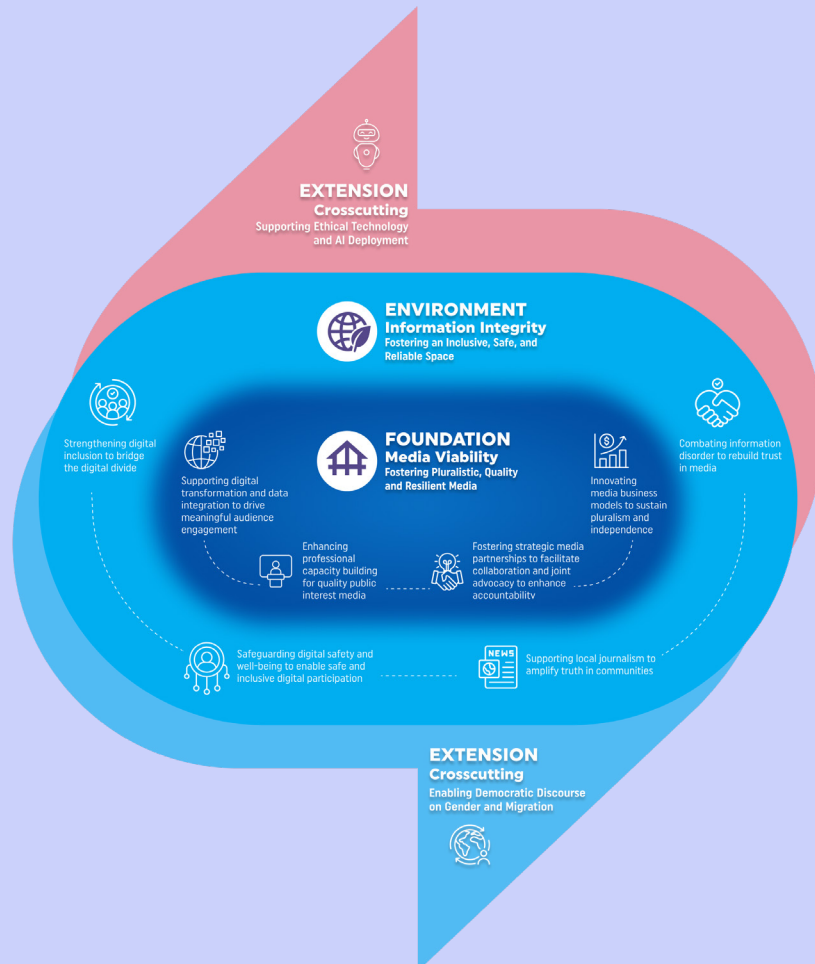 EXTENSION
Crosscutting
Supporting Ethical Technology
and AI Deployment
ENVIRONMENT
Information Integrity
Fostering an Inclusive, Safe, and
Reliable Space
Strengthening digital
inclusion to bridge
the digital divide
Combating information
disorder to rebuild trust
in media
FOUNDATION
Media Viability
Fostering Pluralistic, Quality
and Resilient Media
Supporting digital
transformation and data
integration to drive
meaningful audience
engagement
Innovating
media business
models to sustain
pluralism and
independence
Enhancing
professional
capacity building
for quality public
interest media
Fostering strategic media
partnerships to facilitate
collaboration and joint
advocacy to enhance
accountability
Safeguarding digital safety and
well-being to enable safe and
inclusive digital participation
NEWS
Supporting local journalism to
amplify truth in communities
EXTENSION
Crosscutting
Enabling Democratic Discourse
on Gender and Migration